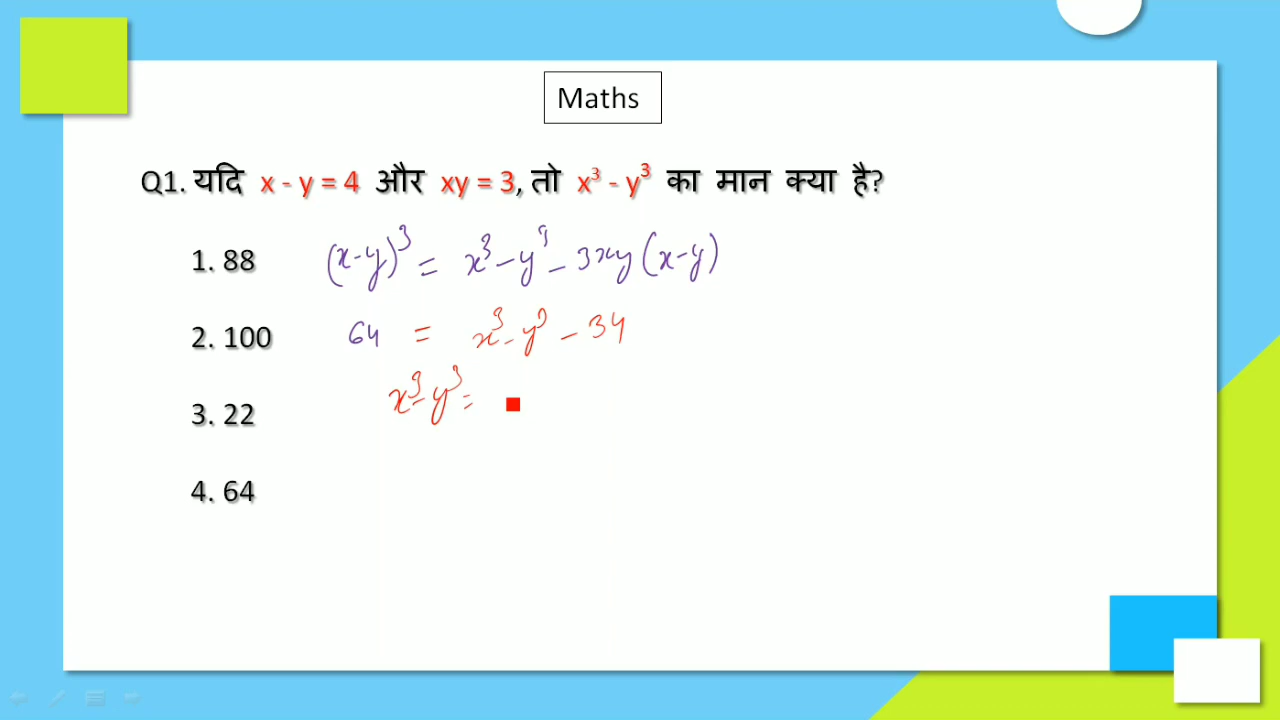 Maths
Q1. यदि x - y = 4 और xy = 3, तो x³ - y³ का मान क्या है?
1. 88
(x-y)³ = x³-y³-3xy(x-y)
2. 100
64 = x³-y³-34
x³-y³=
3. 22
4. 64